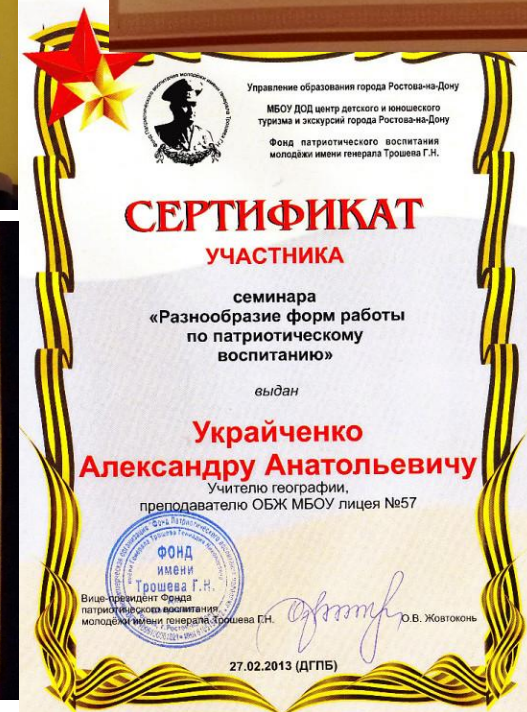 Управление образования города Ростова-на-Дону
МБОУ ДОД центр детского и юношеского
туризма и экскурсий города Ростова-на-Дону
Фонд патриотического воспитания
молодёжи имени генерала Трошева Г.Н.
СЕРТИФИКАТ
УЧАСТНИКА
семинара
«Разнообразие форм работы
по патриотическому
воспитанию»
выдан
Украйченко
Александру Анатольевичу
Учителю географии,
преподавателю ОБЖ МБОУ лицея №57
ФОНД
имени
Трошева Г.Н.
Вице-президент Фонда
патриотического воспитания
молодёжи имени генерала Трошева Г.Н.
О.В. Жовтоконь
27.02.2013 (ДГПБ)